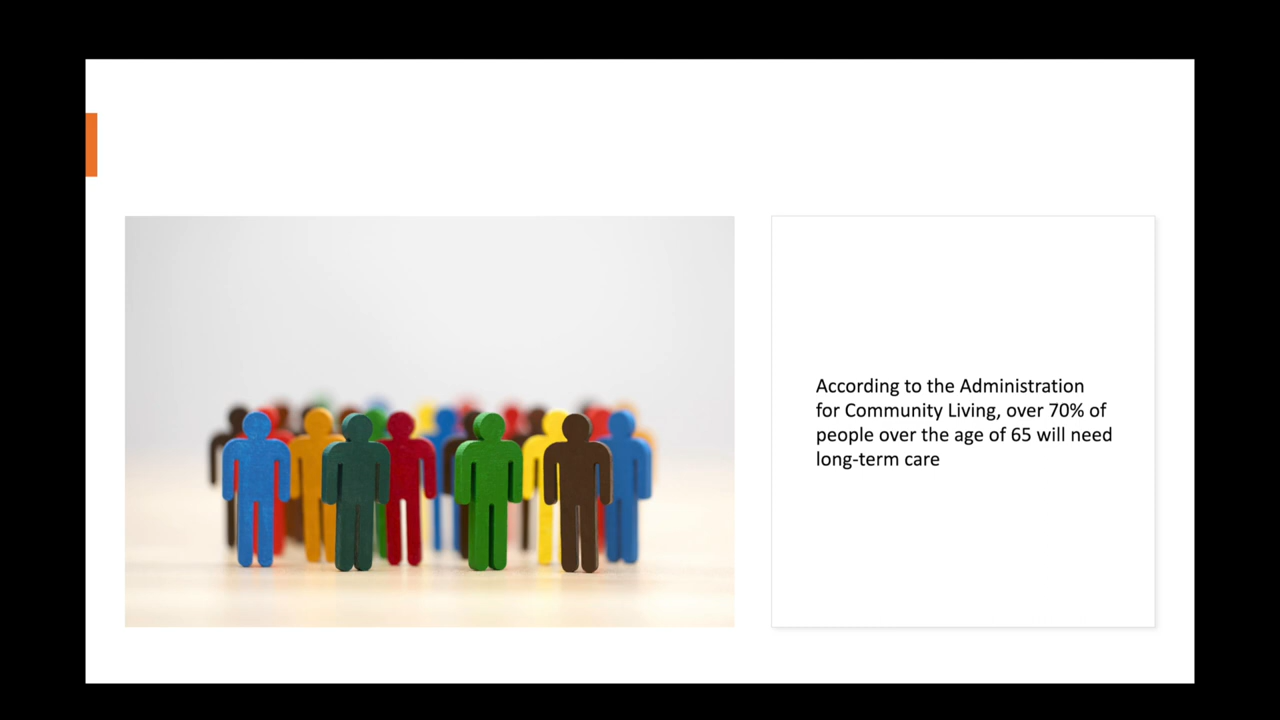 According to the Administration
for Community Living, over 70% of
people over the age of 65 will need
long-term care